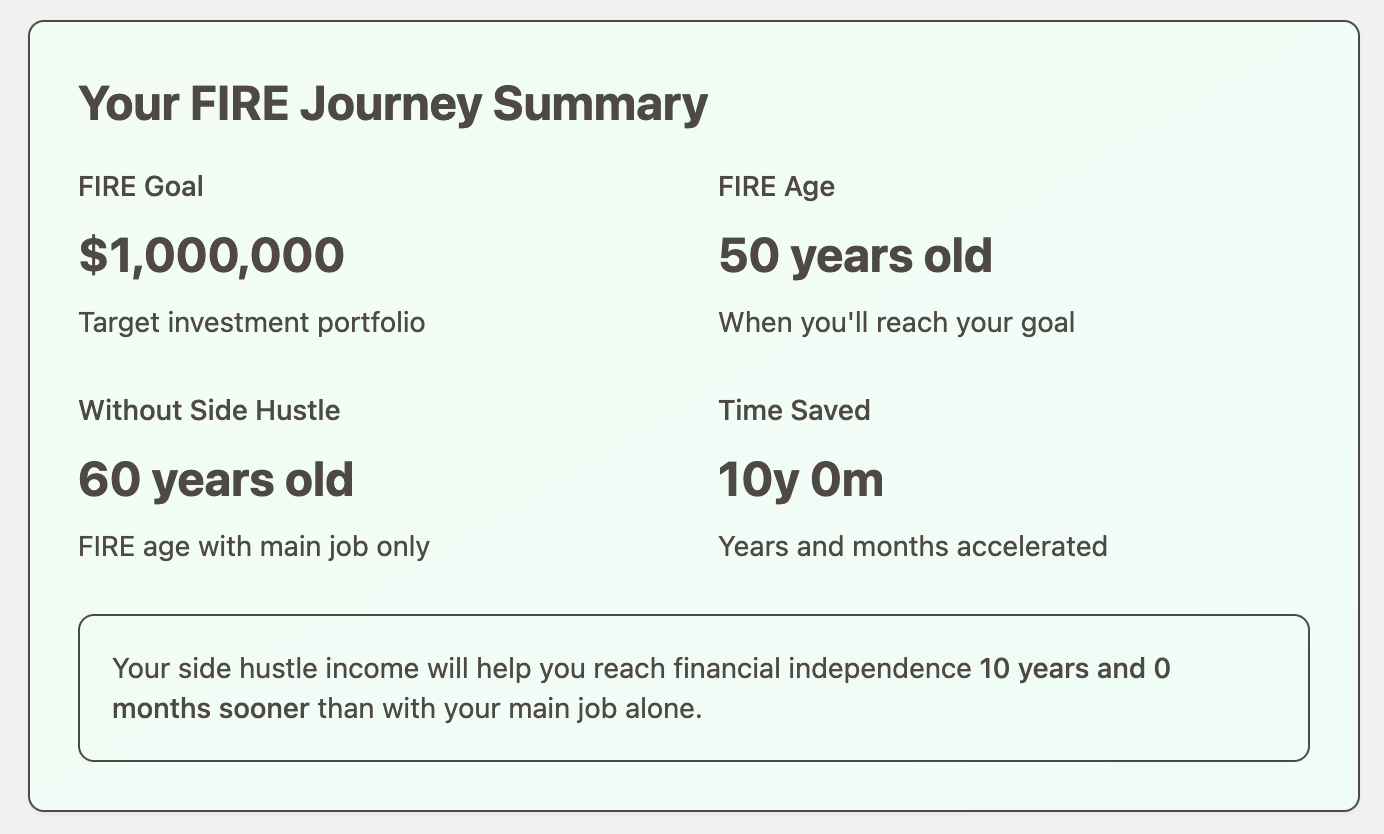 Your FIRE Journey Summary
FIRE Goal
$1,000,000
Target investment portfolio
FIRE Age
50 years old
When you'll reach your goal
Without Side Hustle
60 years old
FIRE age with main job only
Time Saved
10y 0m
Years and months accelerated
Your side hustle income will help you reach financial independence 10 years and 0
months sooner than with your main job alone.